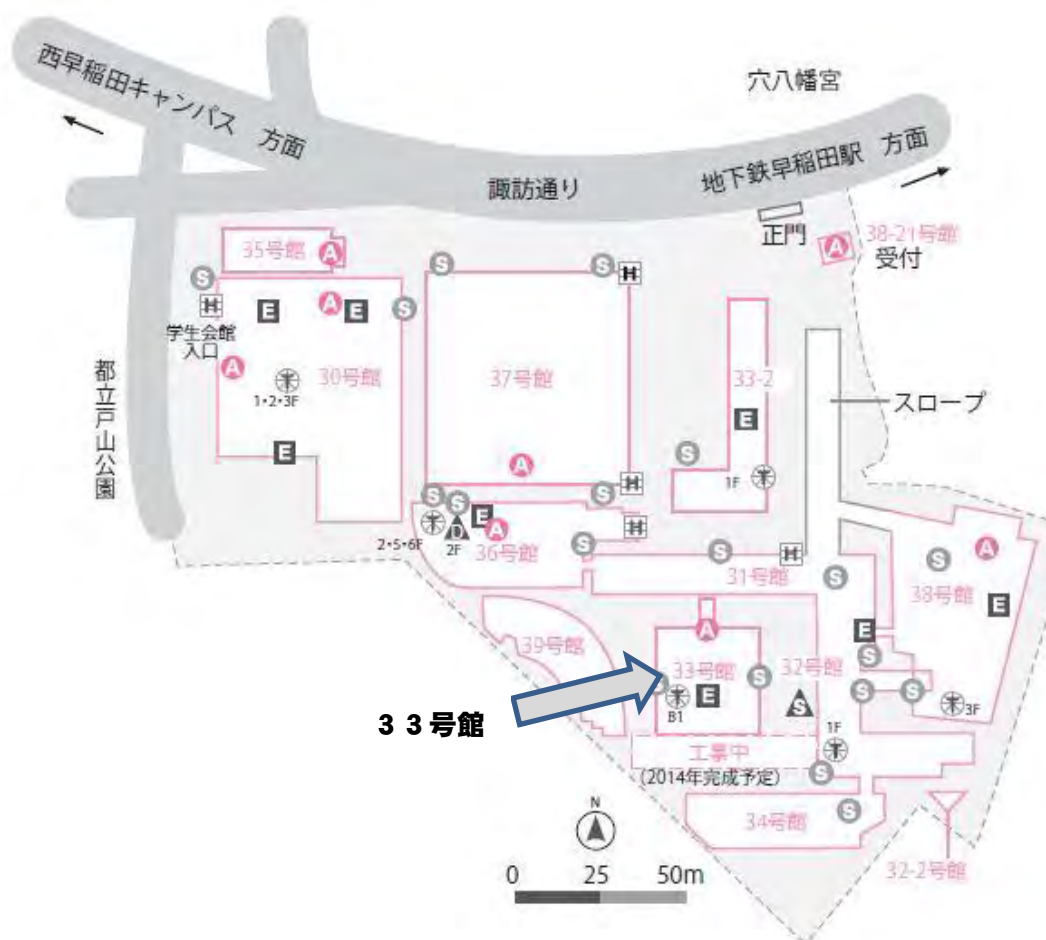 穴八幡宮
西早稲田キャンパス 方面
諏訪通り
地下鉄早稲田駅 方面
正門
A
38-21号館
受付
35号館
A
S
H
学生会館
入口
E
A
E
S
A
30号館
1・2・3F
E
都立戸山公園
S
S
H
37号館
A
H
33-2
E
S
1F
スロープ
S
S
D
2F
E
A
2・5・6F
36号館
S
H
S
S
H
31号館
S
S
A
38号館
E
39号館
A
33号館
S
S
E
B1
32号館
S
E
S
S
S
3F
1F
33号館
工事中
(2014年完成予定)
S
34号館
S
32-2号館
N
0 25 50m